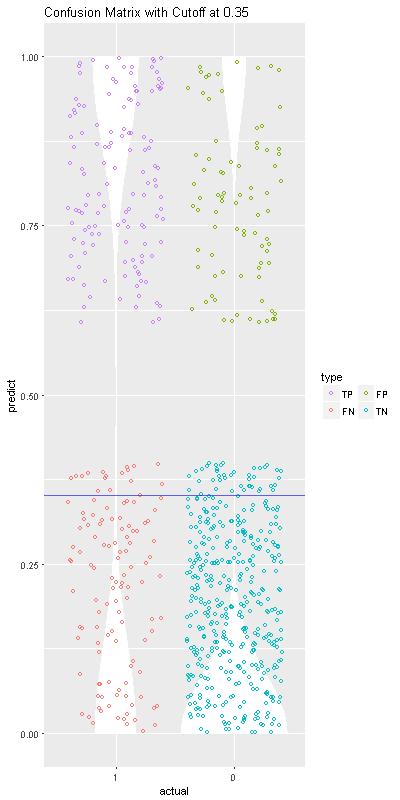 Confusion Matrix with Cutoff at 0.35
1.00
0.75
0.50
0.25
0.00
predict
1
0
actual
type
TP
FP
FN
TN